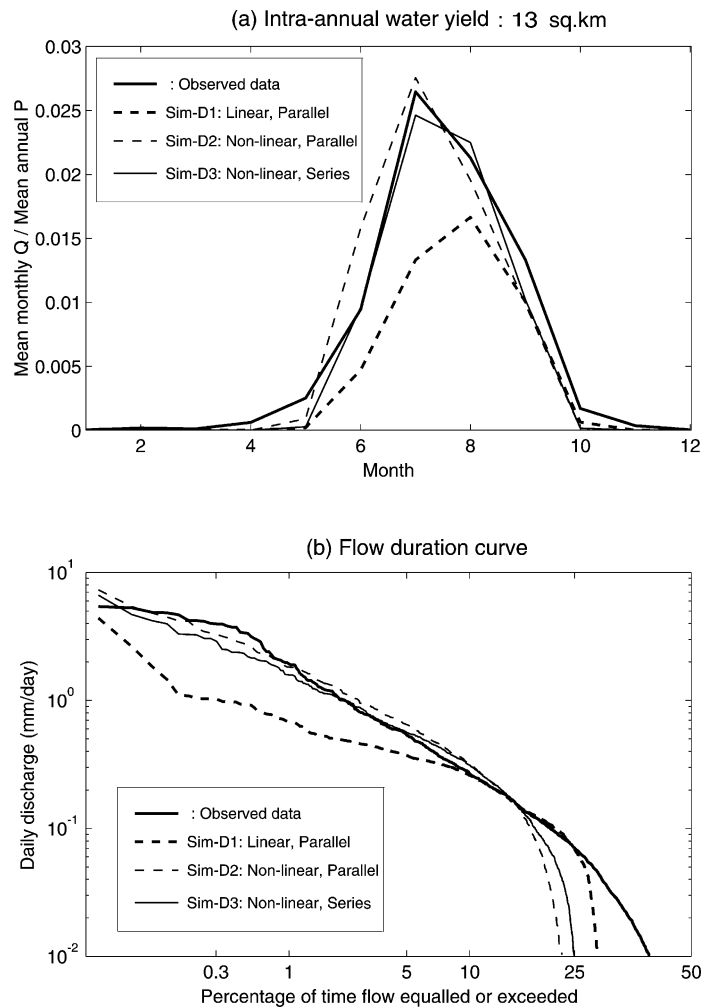 (a) Intra-annual water yield : 13 sq.km
0.03
0.025
0.02
0.015
0.01
0.005
0
Mean monthly Q / Mean annual P
: Observed data
Sim-D1: Linear, Parallel
Sim-D2: Non-linear, Parallel
Sim-D3: Non-linear, Series
2 4 6 8 10 12
Month
(b) Flow duration curve
10^1
10^0
10^-1
10^-2
Daily discharge (mm/day)
: Observed data
Sim-D1: Linear, Parallel
Sim-D2: Non-linear, Parallel
Sim-D3: Non-linear, Series
0.3 1 5 10 25 50
Percentage of time flow equalled or exceeded